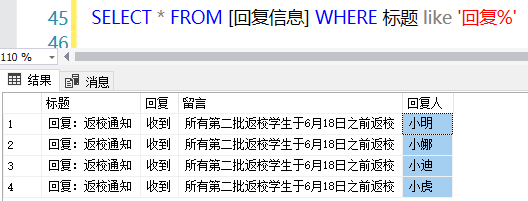 45 SELECT * FROM [回复信息] WHERE 标题 like '回复%'
46
110 %
结果 消息
标题 回复 留言 回复人
1 回复：返校通知 收到 所有第二批返校学生于6月18日之前返校 小明
2 回复：返校通知 收到 所有第二批返校学生于6月18日之前返校 小娜
3 回复：返校通知 收到 所有第二批返校学生于6月18日之前返校 小迪
4 回复：返校通知 收到 所有第二批返校学生于6月18日之前返校 小虎